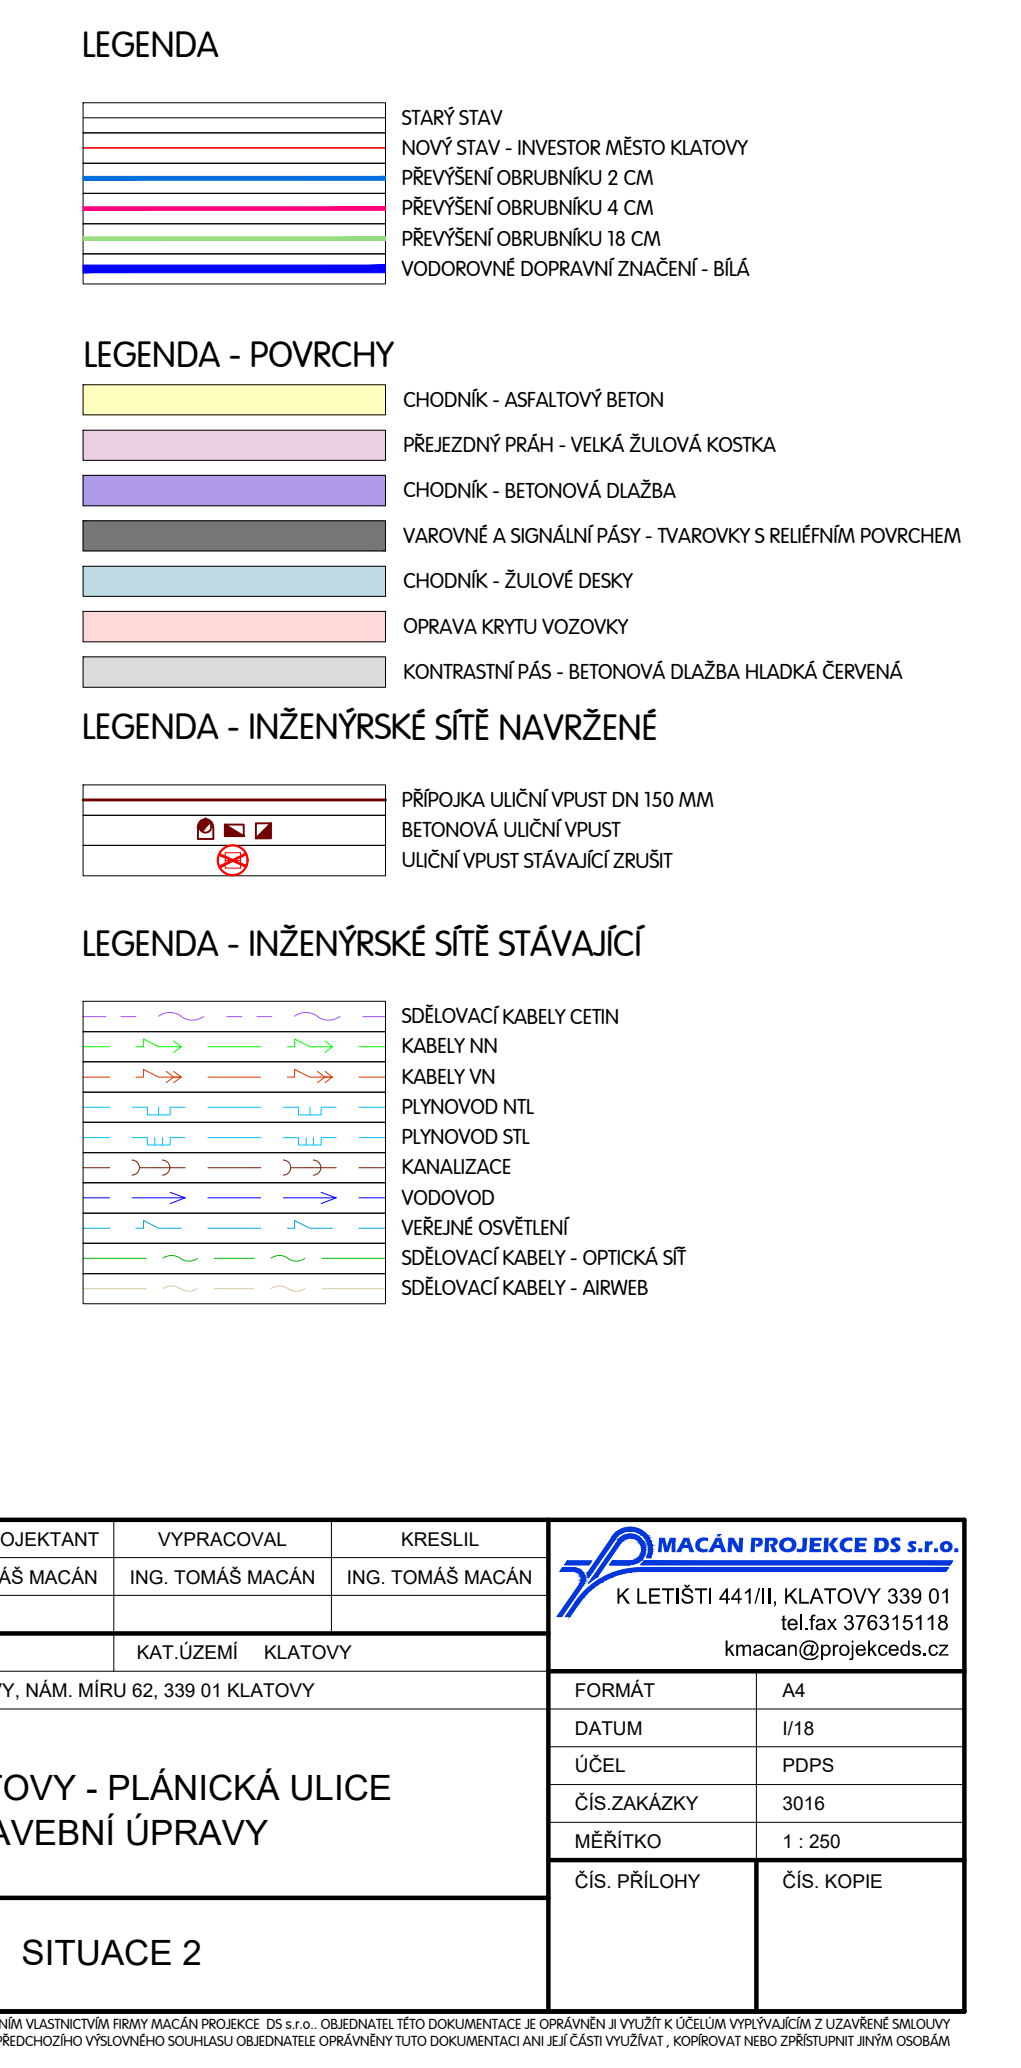 LEGENDA
STARÝ STAV
NOVÝ STAV - INVESTOR MĚSTO KLATOVY
PŘEVÝŠENÍ OBRUBNÍKU 2 CM
PŘEVÝŠENÍ OBRUBNÍKU 4 CM
PŘEVÝŠENÍ OBRUBNÍKU 18 CM
VODOROVNÉ DOPRAVNÍ ZNAČENÍ - BÍLÁ
LEGENDA - POVRCHY
CHODNÍK - ASFALTOVÝ BETON
PŘEJEZDNÝ PRÁH - VELKÁ ŽULOVÁ KOSTKA
CHODNÍK - BETONOVÁ DLAŽBA
VAROVNÉ A SIGNÁLNÍ PÁSY - TVAROVKY S RELIÉFNÍM POVRCHEM
CHODNÍK - ŽULOVÉ DESKY
OPRAVA KRYTU VOZOVKY
KONTRASTNÍ PÁS - BETONOVÁ DLAŽBA HLADKÁ ČERVENÁ
LEGENDA - INŽENÝRSKÉ SÍTĚ NAVRŽENÉ
PŘÍPOJKA ULIČNÍ VPUST DN 150 MM
BETONOVÁ ULIČNÍ VPUST
ULIČNÍ VPUST STÁVAJÍCÍ ZRUŠIT
LEGENDA - INŽENÝRSKÉ SÍTĚ STÁVAJÍCÍ
SDĚLOVACÍ KABELY CETIN
KABELY NN
KABELY VN
PLYNOVOD NTL
PLYNOVOD STL
KANALIZACE
VODOVOD
VEŘEJNÉ OSVĚTLENÍ
SDĚLOVACÍ KABELY - OPTICKÁ SÍŤ
SDĚLOVACÍ KABELY - AIRWEB
OJEKTANT VYPRACOVAL KRESLIL
ÁŠ MACÁN ING. TOMÁŠ MACÁN ING. TOMÁŠ MACÁN
KAT.ÚZEMÍ KLATOVY
Y, NÁM. MÍRU 62, 339 01 KLATOVY
TOVY - PLÁNICKÁ ULICE
AVEBNÍ ÚPRAVY
SITUACE 2
MACÁN PROJEKCE DS s.r.o.
K LETIŠTI 441/II, KLATOVY 339 01
tel.fax 376315118
kmacan@projekceds.cz
FORMÁT A4
DATUM I/18
ÚČEL PDPS
ČÍS.ZAKÁZKY 3016
MĚŘÍTKO 1 : 250
ČÍS. PŘÍLOHY ČÍS. KOPIE
NÍM VLASTNICTVÍM FIRMY MACÁN PROJEKCE DS s.r.o.. OBJEDNATEL TÉTO DOKUMENTACE JE OPRÁVNĚN JI VYUŽÍT K ÚČELŮM VYPLÝVAJÍCÍM Z UZAVŘENÉ SMLOUVY
PŘEDCHOZÍHO VÝSLOVNÉHO SOUHLASU OBJEDNATELE OPRÁVNĚNY TUTO DOKUMENTACI ANI JEJÍ ČÁSTI VYUŽÍVAT , KOPÍROVAT NEBO ZPŘÍSTUPNIT JINÝM OSOBÁM